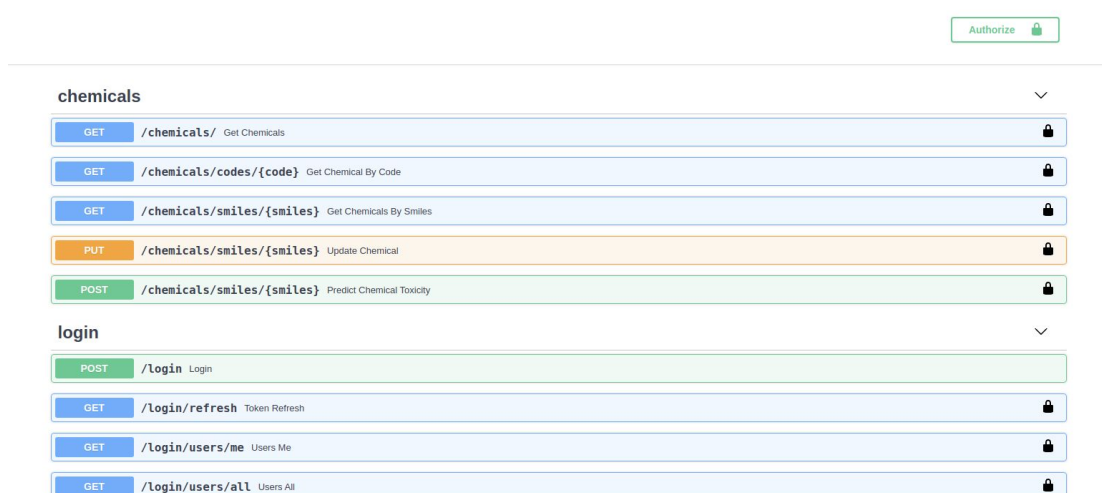 Authorize
chemicals
GET /chemicals/ Get Chemicals
GET /chemicals/codes/{code} Get Chemical By Code
GET /chemicals/smiles/{smiles} Get Chemicals By Smiles
PUT /chemicals/smiles/{smiles} Update Chemical
POST /chemicals/smiles/{smiles} Predict Chemical Toxicity
login
POST /login Login
GET /login/refresh Token Refresh
GET /login/users/me Users Me
GET /login/users/all Users All